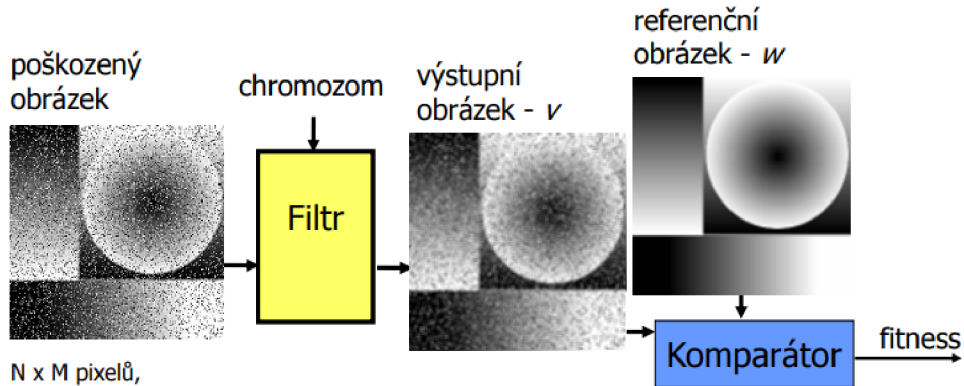 poškozený
obrázek
chromozom
výstupní
obrázek - v
referenční
obrázek - w
Filtr
Komparátor
fitness
N x M pixelů,